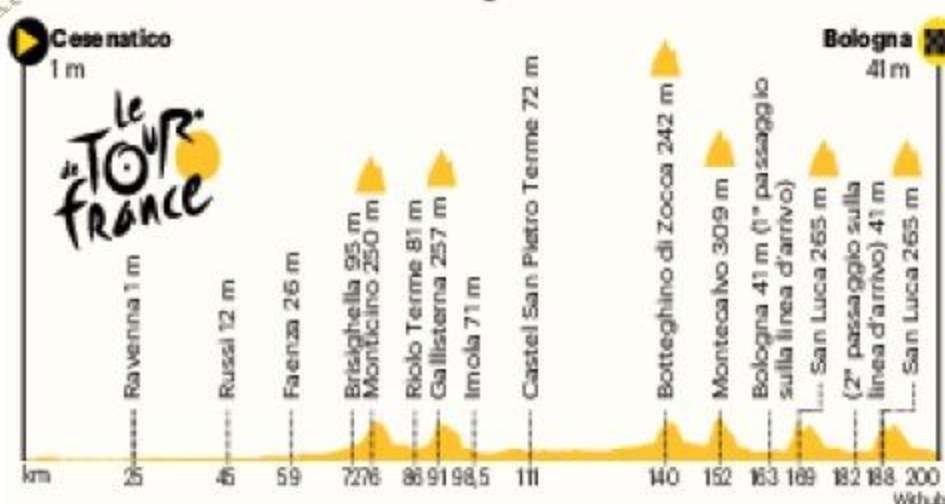 Cesenatico
1 m
Bologna
41 m
Le
TOUR
de
france
Ravenna 1 m
Russi 12 m
Faenza 26 m
Brisighella 95 m
Monticino 250 m
Riolo Terme 81 m
Gallisterna 257 m
Imola 71 m
Castel San Pietro Terme 72 m
Botteghino di Zocca 242 m
Montecalvo 309 m
Bologna 41 m (1° passaggio
sulla linea d'arrivo)
San Luca 265 m
(2° passaggio sulla
linea d'arrivo) 41 m
San Luca 265 m
km 25 45 59 72 76 86 91 98,5 111 140 152 163 169 182 188 200
Withub